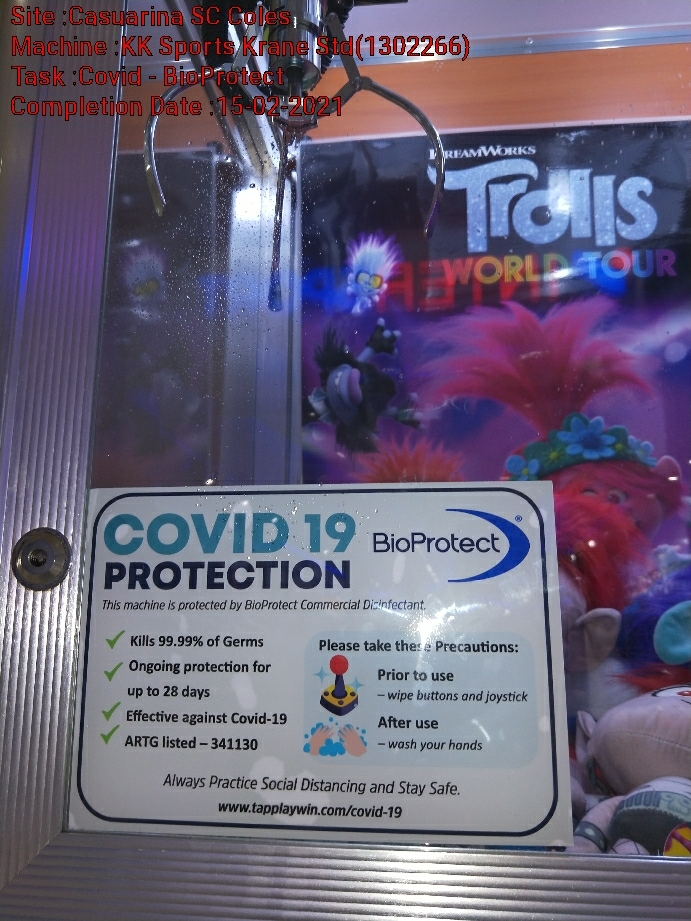 Site :Casuarina SC Coles
Machine :KK Sports Krane Std(1302266)
Task :Covid - BioProtect
Completion Date :15-02-2021
DREAMWORKS
Trolls
WORLD TOUR
COVID 19
PROTECTION
BioProtect®
This machine is protected by BioProtect Commercial Disinfectant.
Kills 99.99% of Germs
Ongoing protection for
up to 28 days
Effective against Covid-19
ARTG listed – 341130
Please take these Precautions:
Prior to use
– wipe buttons and joystick
After use
– wash your hands
Always Practice Social Distancing and Stay Safe.
www.tapplaywin.com/covid-19